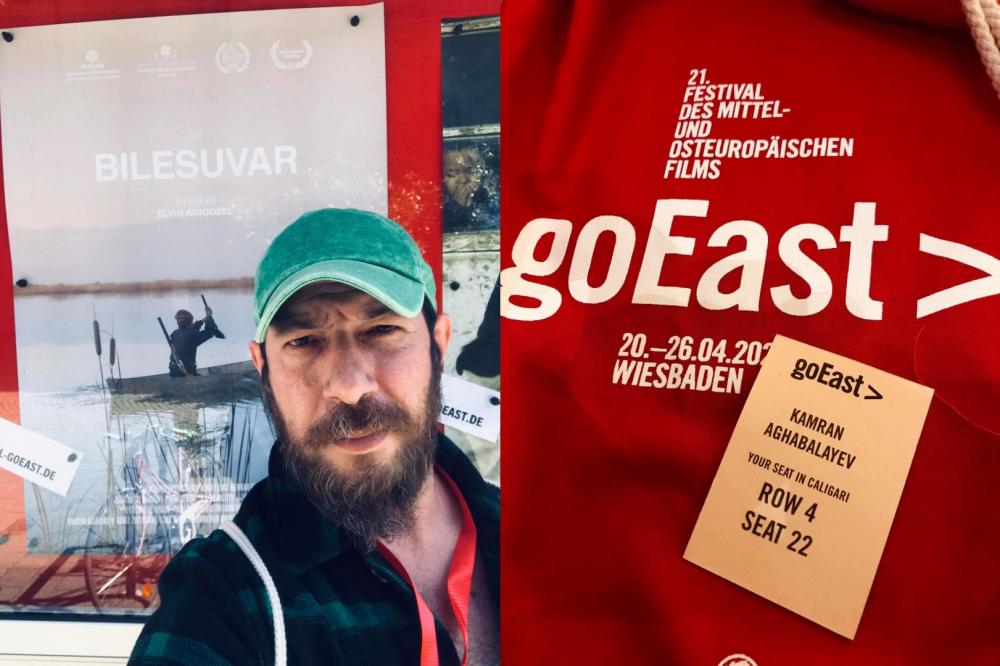 BILESUVAR
A FILM BY
ELVIN ADIGOZEL
L-GOEAST.DE
EAST.DE
21.
FESTIVAL
DES MITTEL-
UND
OSTEUROPÄISCHEN
FILMS
goEast >
20.–26.04.202
WIESBADEN
goEast >
KAMRAN
AGHABALAYEV
YOUR SEAT IN CALIGARI
ROW 4
SEAT 22